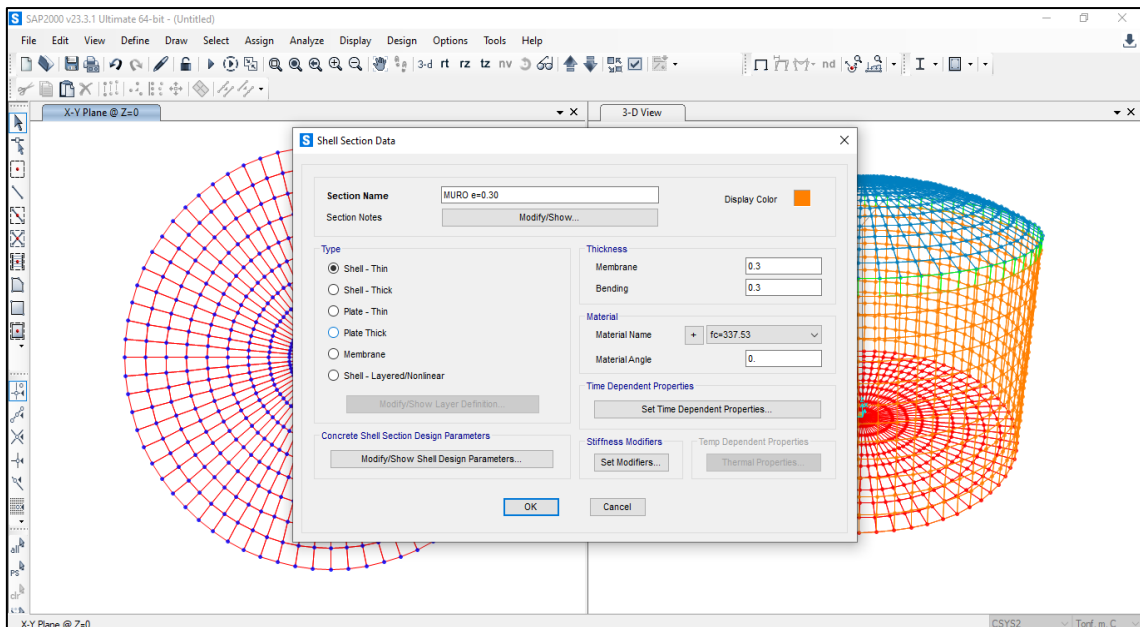 SAP2000 v23.3.1 Ultimate 64-bit - (Untitled)
File Edit View Define Draw Select Assign Analyze Display Design Options Tools Help
3-d rt rz tz nv
nd
X-Y Plane @ Z=0
3-D View
Shell Section Data
Section Name MURO e=0.30
Display Color
Section Notes Modify/Show...
Type
Shell - Thin
Shell - Thick
Plate - Thin
Plate Thick
Membrane
Shell - Layered/Nonlinear
Modify/Show Layer Definition...
Concrete Shell Section Design Parameters
Modify/Show Shell Design Parameters...
Thickness
Membrane 0.3
Bending 0.3
Material
Material Name + fc=337.53
Material Angle 0.
Time Dependent Properties
Set Time Dependent Properties...
Stiffness Modifiers
Set Modifiers...
Temp Dependent Properties
Thermal Properties...
OK Cancel
all
PS
dr
X-Y Plane @ Z=0
CSYS2 Tonf, m, C